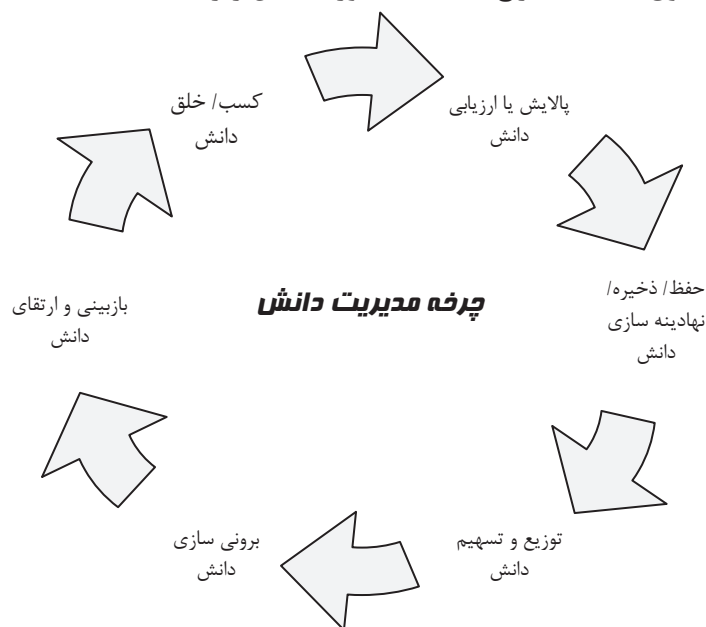 کسب/ خلق
دانش
پالایش یا ارزیابی
دانش
حفظ/ ذخیره/
نهادینه سازی
دانش
توزیع و تسهیم
دانش
برونی سازی
دانش
بازبینی و ارتقای
دانش
چرخه مدیریت دانش